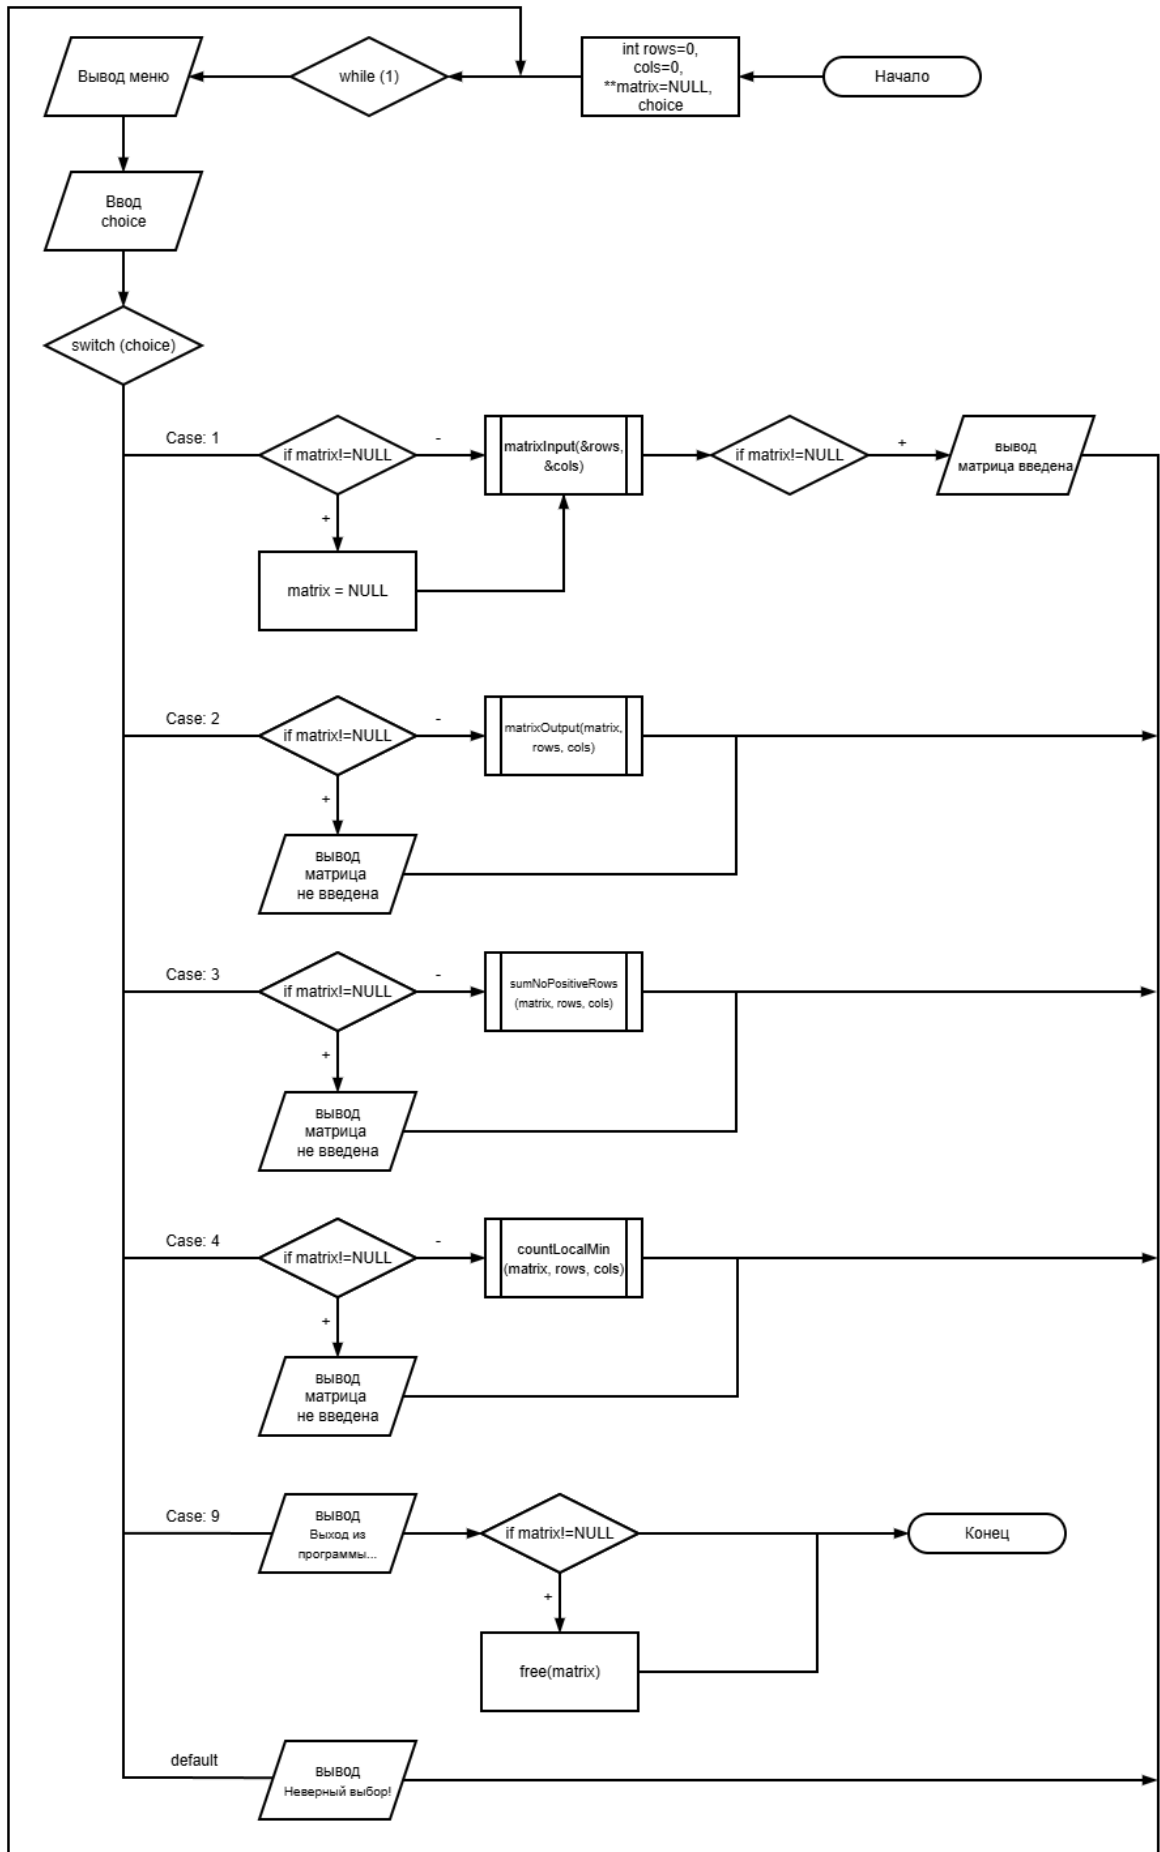 Начало
int rows=0,
cols=0,
**matrix=NULL,
choice
while (1)
Вывод меню
Ввод
choice
switch (choice)
Case: 1
if matrix!=NULL
-
matrixInput(&rows,
&cols)
if matrix!=NULL
+
вывод
матрица введена
+
matrix = NULL
Case: 2
if matrix!=NULL
-
matrixOutput(matrix,
rows, cols)
+
вывод
матрица
не введена
Case: 3
if matrix!=NULL
-
sumNoPositiveRows
(matrix, rows, cols)
+
вывод
матрица
не введена
Case: 4
if matrix!=NULL
-
countLocalMin
(matrix, rows, cols)
+
вывод
матрица
не введена
Case: 9
вывод
Выход из
программы...
if matrix!=NULL
Конец
+
free(matrix)
default
вывод
Неверный выбор!